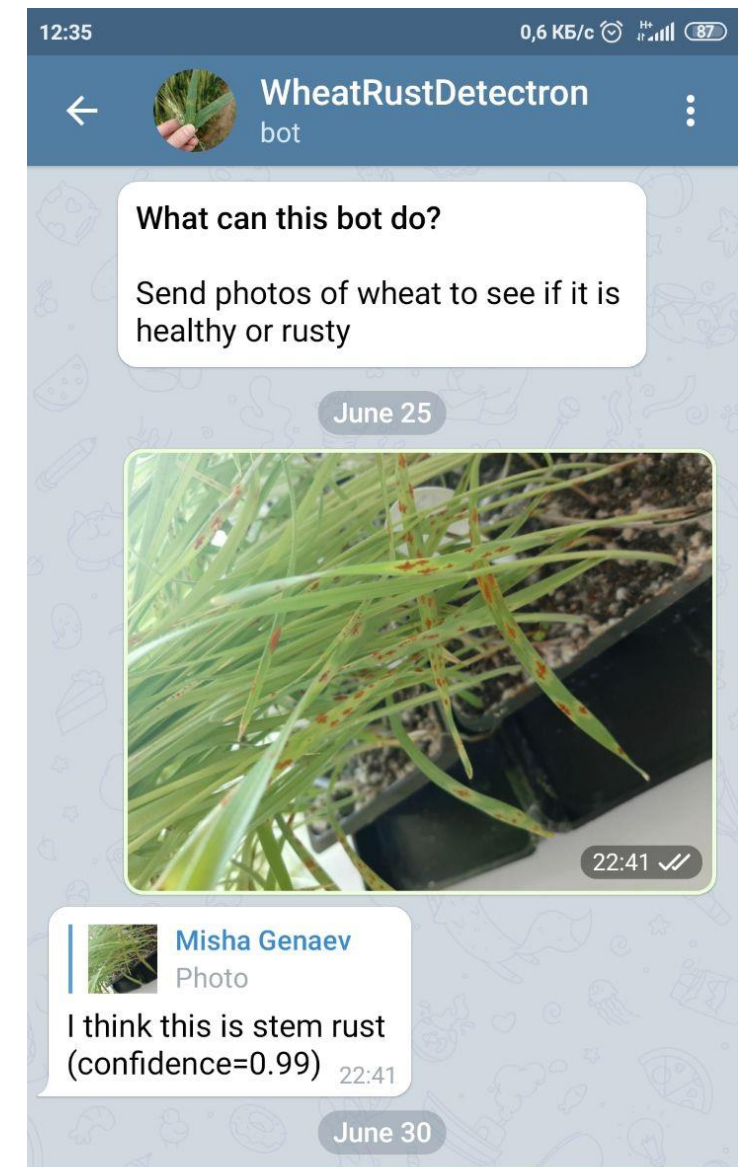 12:35 0,6 КБ/с H+ 87
WheatRustDetectron
bot
What can this bot do?
Send photos of wheat to see if it is
healthy or rusty
June 25
22:41
Misha Genaev
Photo
I think this is stem rust
(confidence=0.99) 22:41
June 30